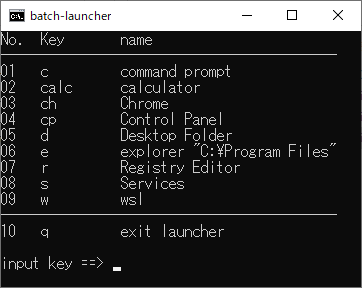 batch-launcher
No. Key name
01 c command prompt
02 calc calculator
03 ch Chrome
04 cp Control Panel
05 d Desktop Folder
06 e explorer "C:¥Program Files"
07 r Registry Editor
08 s Services
09 w wsl
10 q exit launcher
input key ==> _